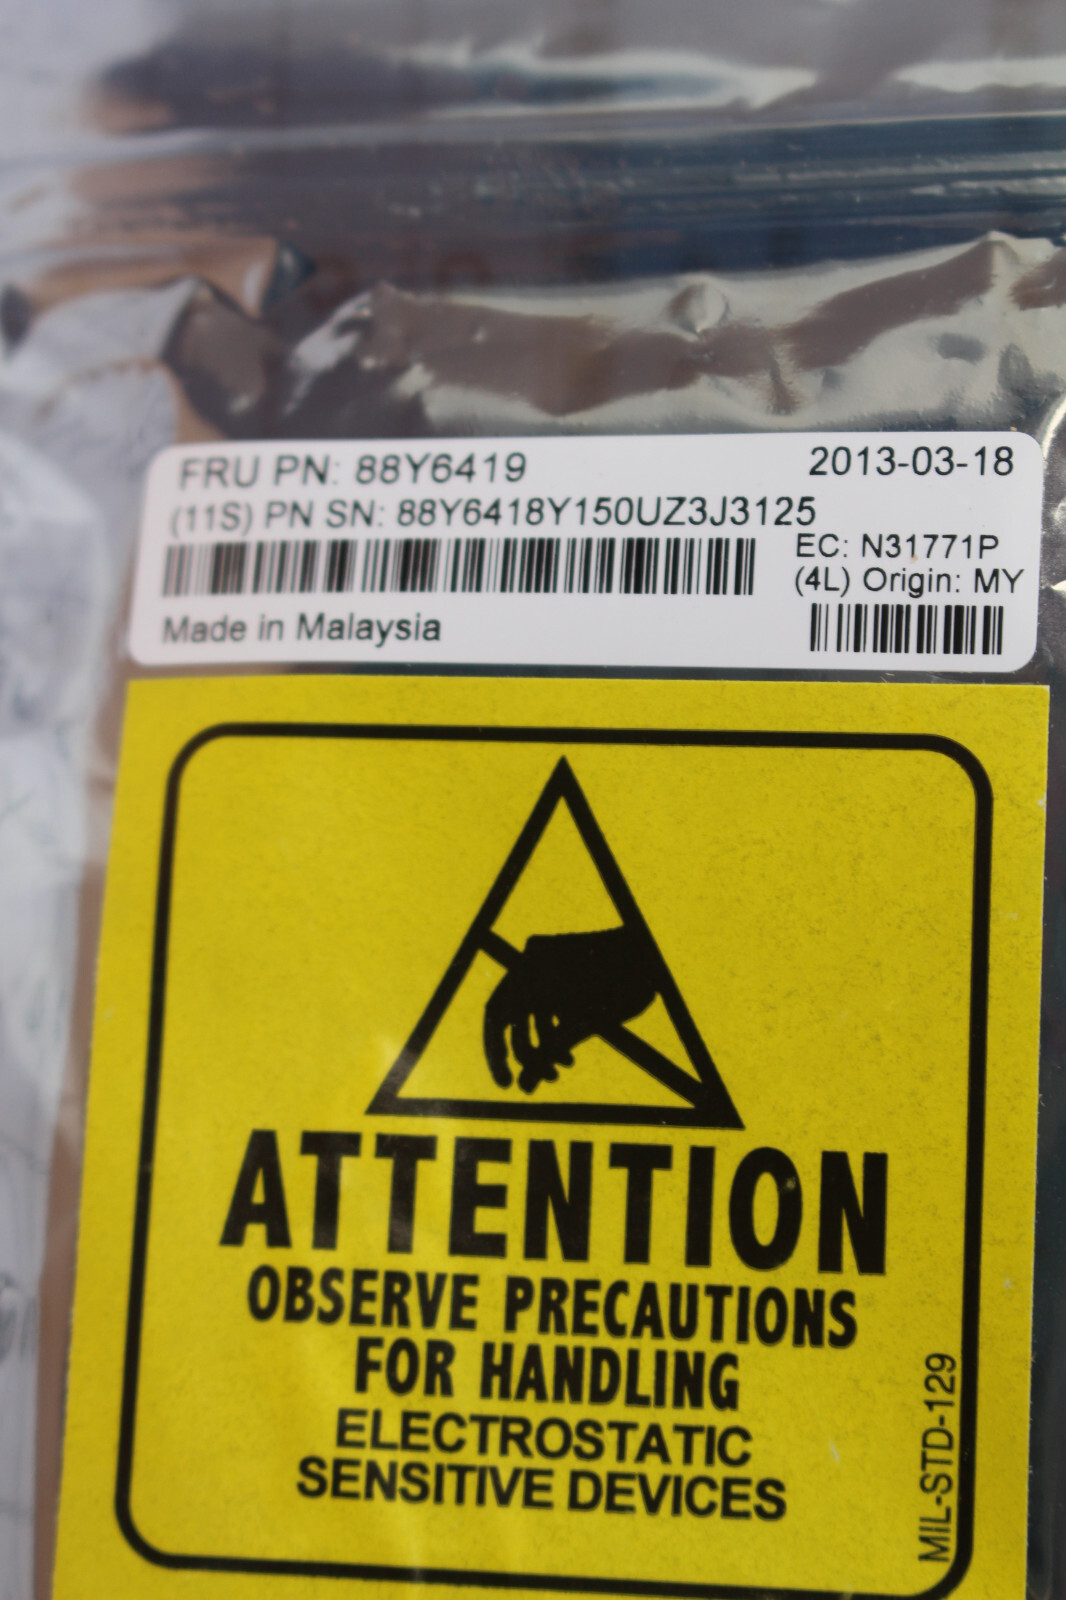 FRU PN: 88Y6419
2013-03-18
(11S) PN SN: 88Y6418Y150UZ3J3125
EC: N31771P
(4L) Origin: MY
Made in Malaysia
ATTENTION
OBSERVE PRECAUTIONS
FOR HANDLING
ELECTROSTATIC
SENSITIVE DEVICES
MIL-STD-129